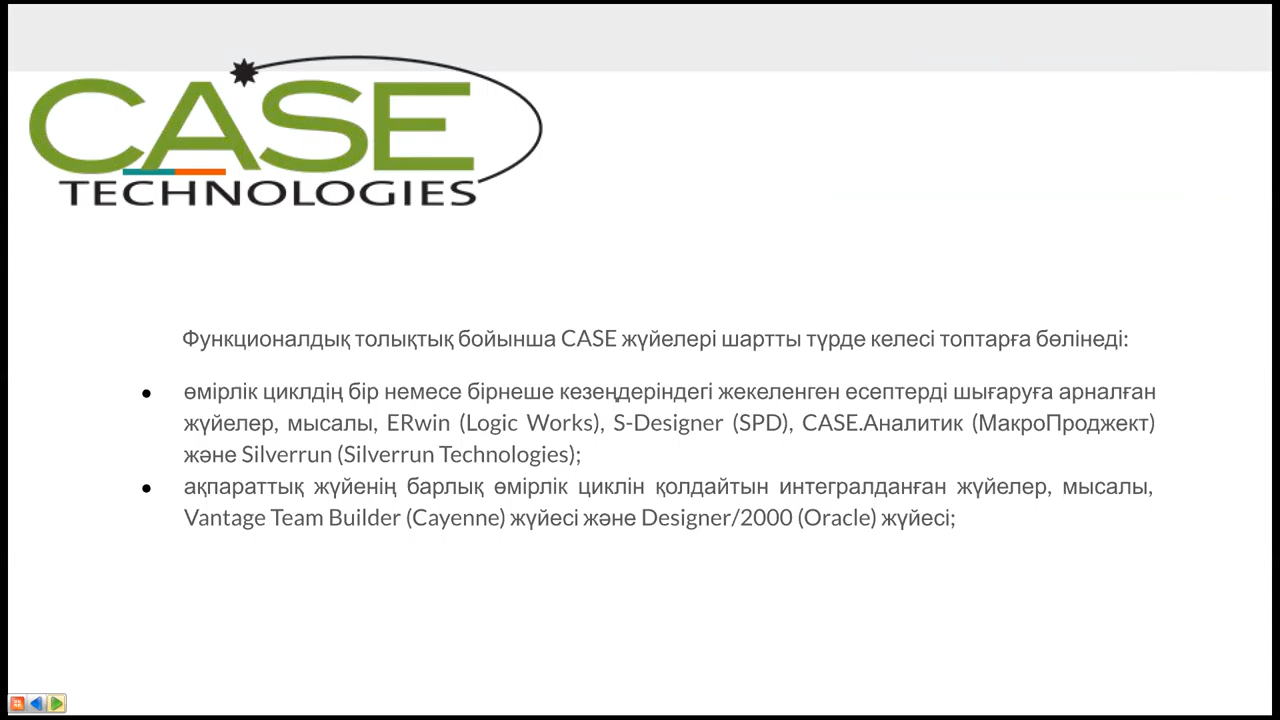 CASE
TECHNOLOGIES
Функционалдық толықтық бойынша CASE жүйелері шартты түрде келесі топтарға бөлінеді:
● өмірлік циклдің бір немесе бірнеше кезеңдеріндегі жекеленген есептерді шығаруға арналған
жүйелер, мысалы, ERwin (Logic Works), S-Designer (SPD), CASE.Аналитик (МакроПроджект)
және Silverrun (Silverrun Technologies);
● ақпараттық жүйенің барлық өмірлік циклін қолдайтын интегралданған жүйелер, мысалы,
Vantage Team Builder (Cayenne) жүйесі және Designer/2000 (Oracle) жүйесі;